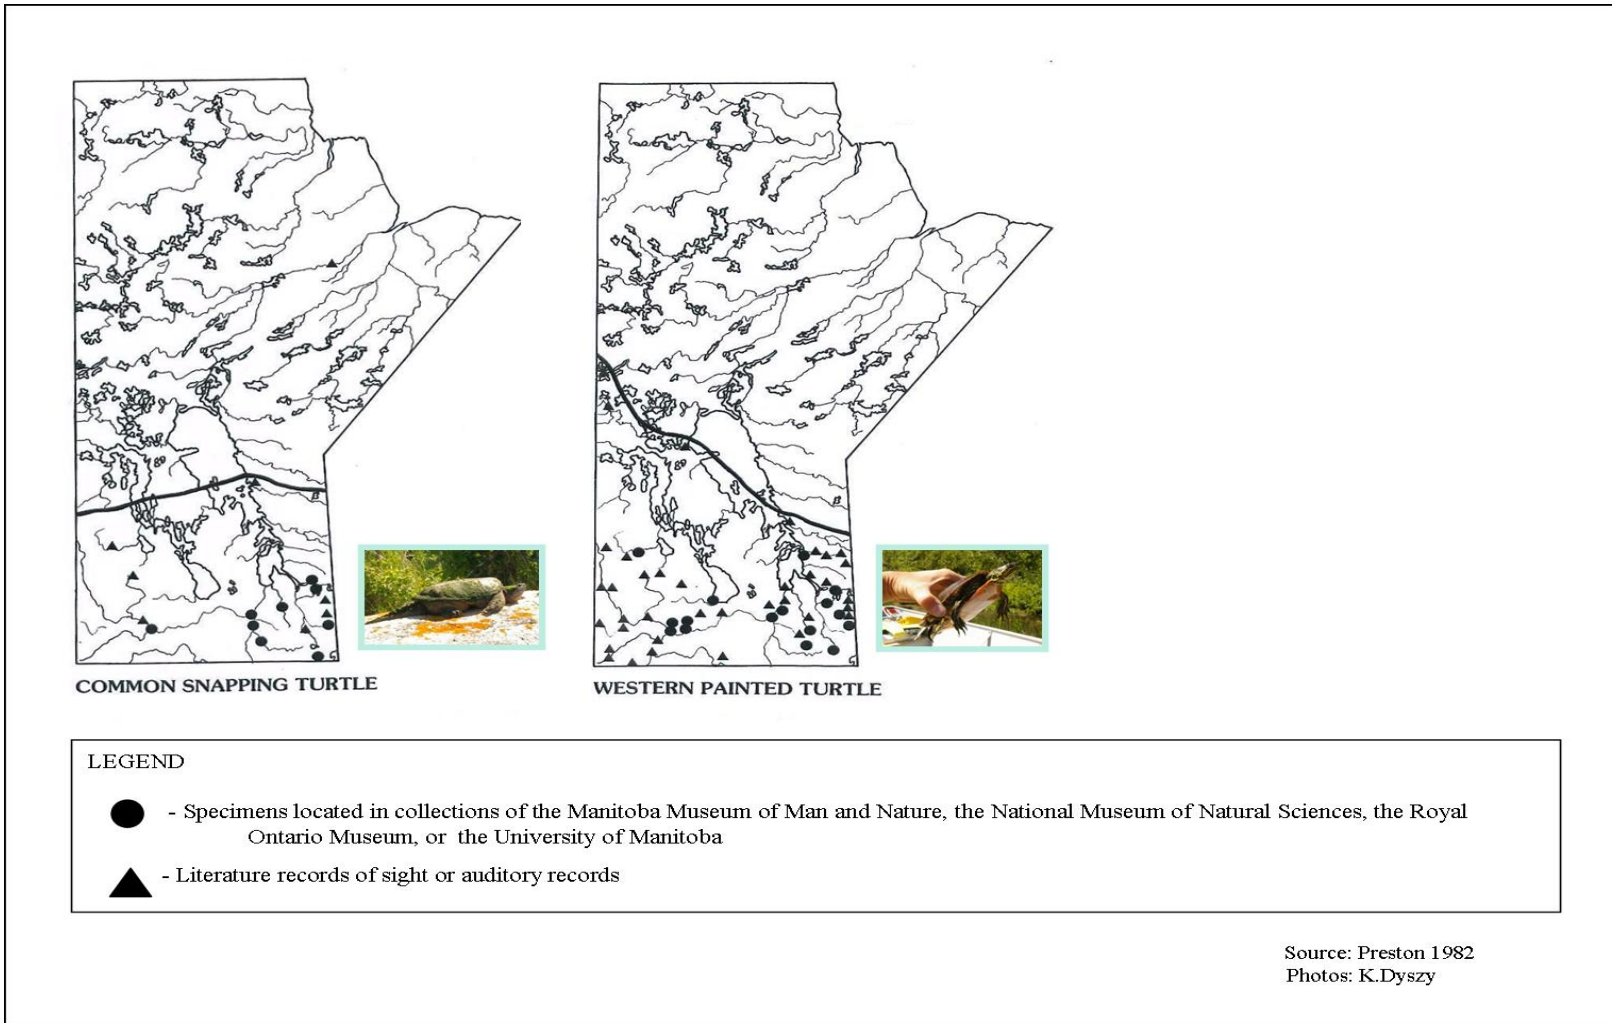 COMMON SNAPPING TURTLE
WESTERN PAINTED TURTLE
LEGEND
- Specimens located in collections of the Manitoba Museum of Man and Nature, the National Museum of Natural Sciences, the Royal
Ontario Museum, or the University of Manitoba
- Literature records of sight or auditory records
Source: Preston 1982
Photos: K.Dyszy